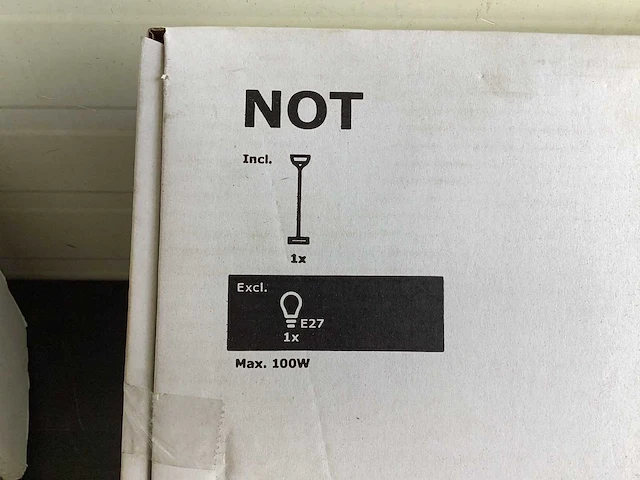 NOT
Incl.
1x
Excl.
E27
1x
Max. 100W